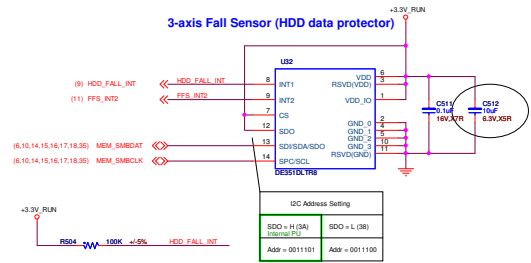 +3.3V_RUN
3-axis Fall Sensor (HDD data protector)
U32
(9) HDD_FALL_INT HDD_FALL_INT 8 INT1 VDD 6
RSVD(VDD) 3
(11) FFS_INT2 FFS_INT2 9 INT2 VDD_IO 1
7 CS
12 SDO
GND_0 2
GND_1 4
GND_2 5
GND_3 10
RSVD(GND) 11
(6,10,14,15,16,17,18,35) MEM_SMBDAT 13 SDI/SDA/SDO
(6,10,14,15,16,17,18,35) MEM_SMBCLK 14 SPC/SCL
DE351DLTR8
C511
0.1uF
16V,X7R
C512
10uF
6.3V,X5R
I2C Address Setting
SDO = H (3A) SDO = L (38)
Internal PU
Addr = 0011101 Addr = 0011100
+3.3V_RUN
R504 100K +/-5% HDD_FALL_INT